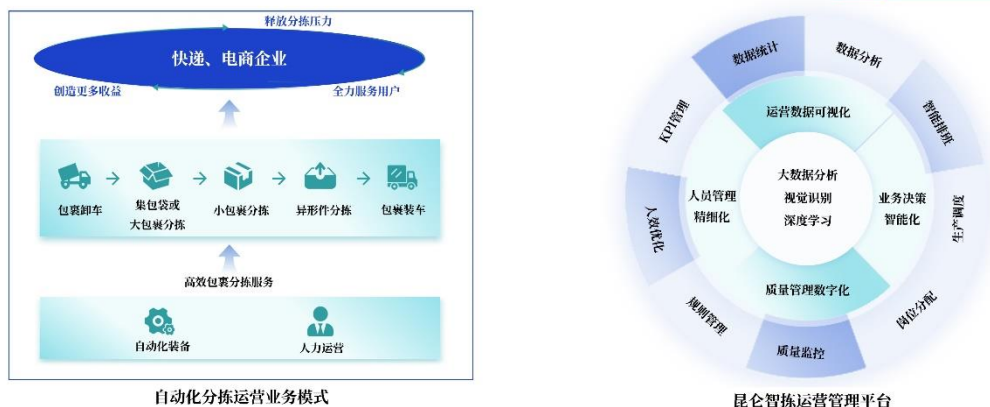 释放分拣压力
快递、电商企业
创造更多收益
全力服务用户
包裹卸车
集包袋或
大包裹分拣
小包裹分拣
异形件分拣
包裹装车
高效包裹分拣服务
自动化装备
人力运营
自动化分拣运营业务模式
数据统计
数据分析
智能排班
生产调度
岗位分配
质量监控
规则管理
人效优化
KPI管理
运营数据可视化
业务决策
智能化
质量管理数字化
人员管理
精细化
大数据分析
视觉识别
深度学习
昆仑智拣运营管理平台